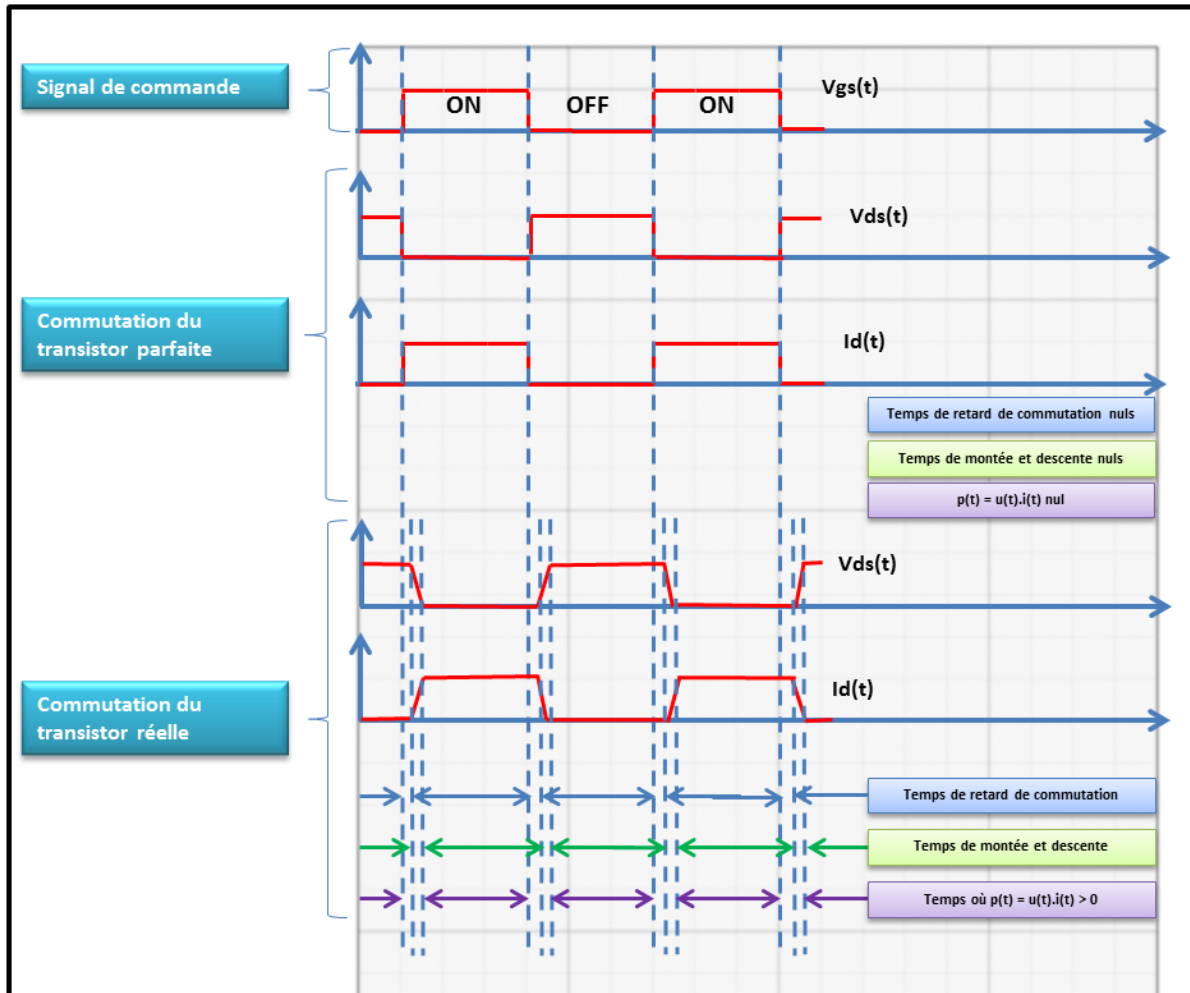 Signal de commande
ON
OFF
ON
Vgs(t)
Vds(t)
Commutation du
transistor parfaite
Id(t)
Temps de retard de commutation nuls
Temps de montée et descente nuls
p(t) = u(t).i(t) nul
Vds(t)
Commutation du
transistor réelle
Id(t)
Temps de retard de commutation
Temps de montée et descente
Temps où p(t) = u(t).i(t) > 0